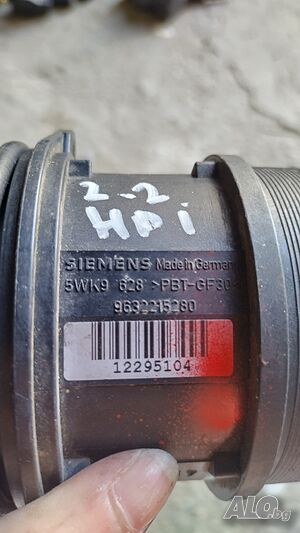 2.2
HDi
SIEMENS Made in Germany
5WK9 628 >PBT-GF30<
9632215280
12295104
ALO.bg